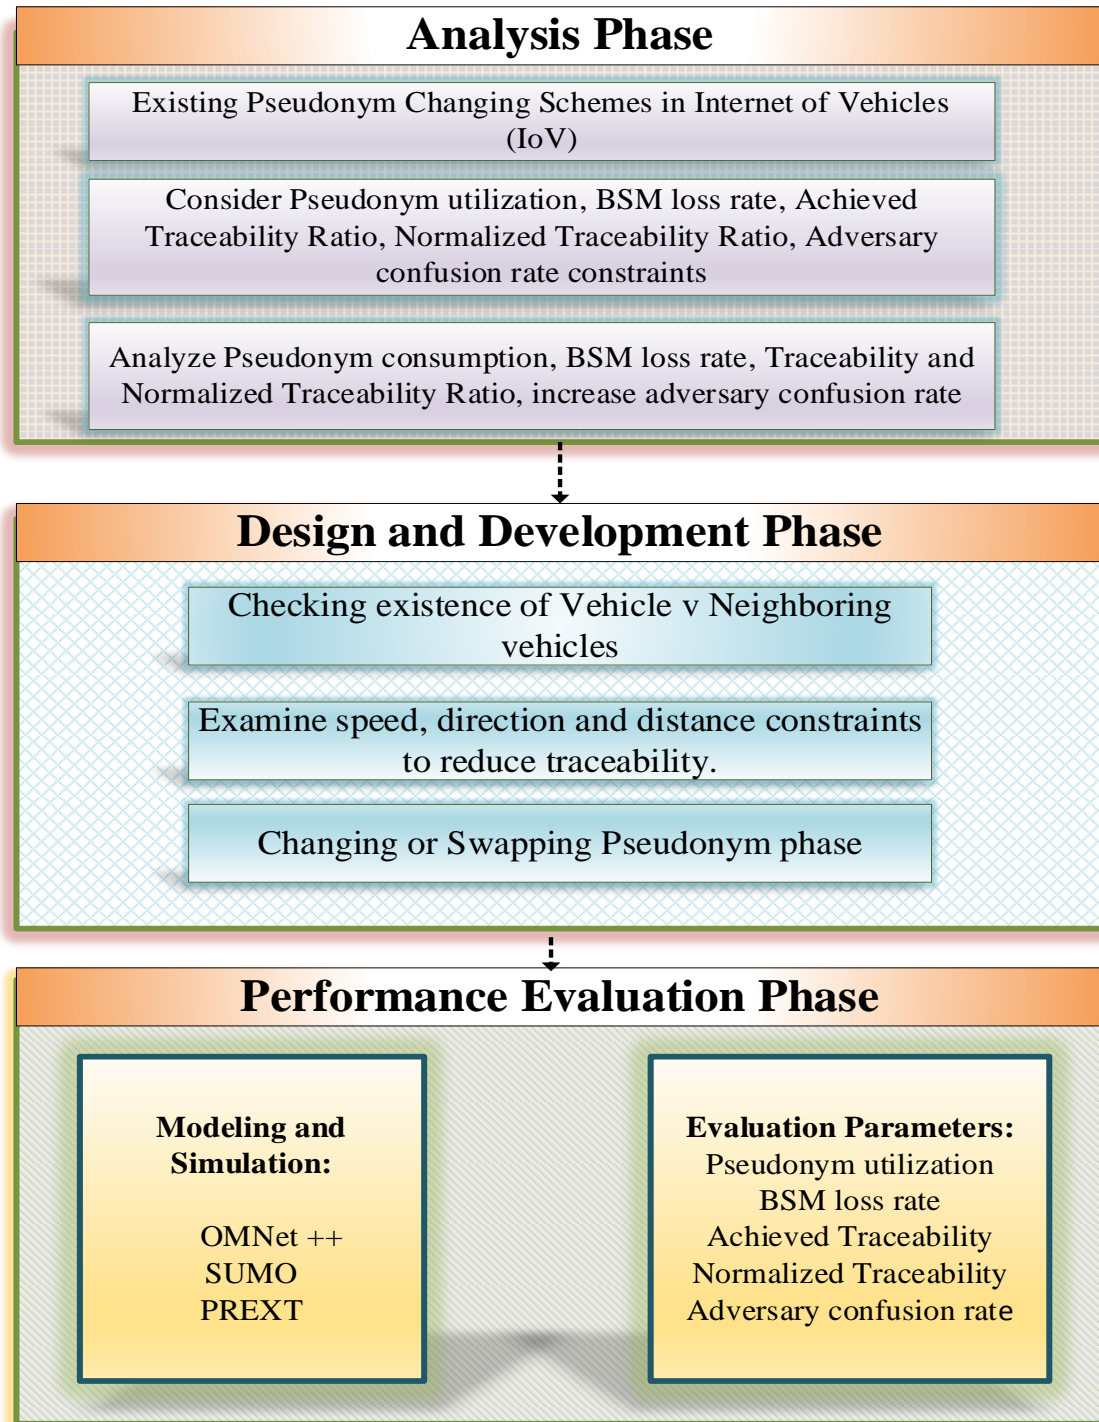 Analysis Phase
Existing Pseudonym Changing Schemes in Internet of Vehicles
(IoV)
Consider Pseudonym utilization, BSM loss rate, Achieved
Traceability Ratio, Normalized Traceability Ratio, Adversary
confusion rate constraints
Analyze Pseudonym consumption, BSM loss rate, Traceability and
Normalized Traceability Ratio, increase adversary confusion rate
Design and Development Phase
Checking existence of Vehicle v Neighboring
vehicles
Examine speed, direction and distance constraints
to reduce traceability.
Changing or Swapping Pseudonym phase
Performance Evaluation Phase
Modeling and
Simulation:
OMNet ++
SUMO
PREXT
Evaluation Parameters:
Pseudonym utilization
BSM loss rate
Achieved Traceability
Normalized Traceability
Adversary confusion rate